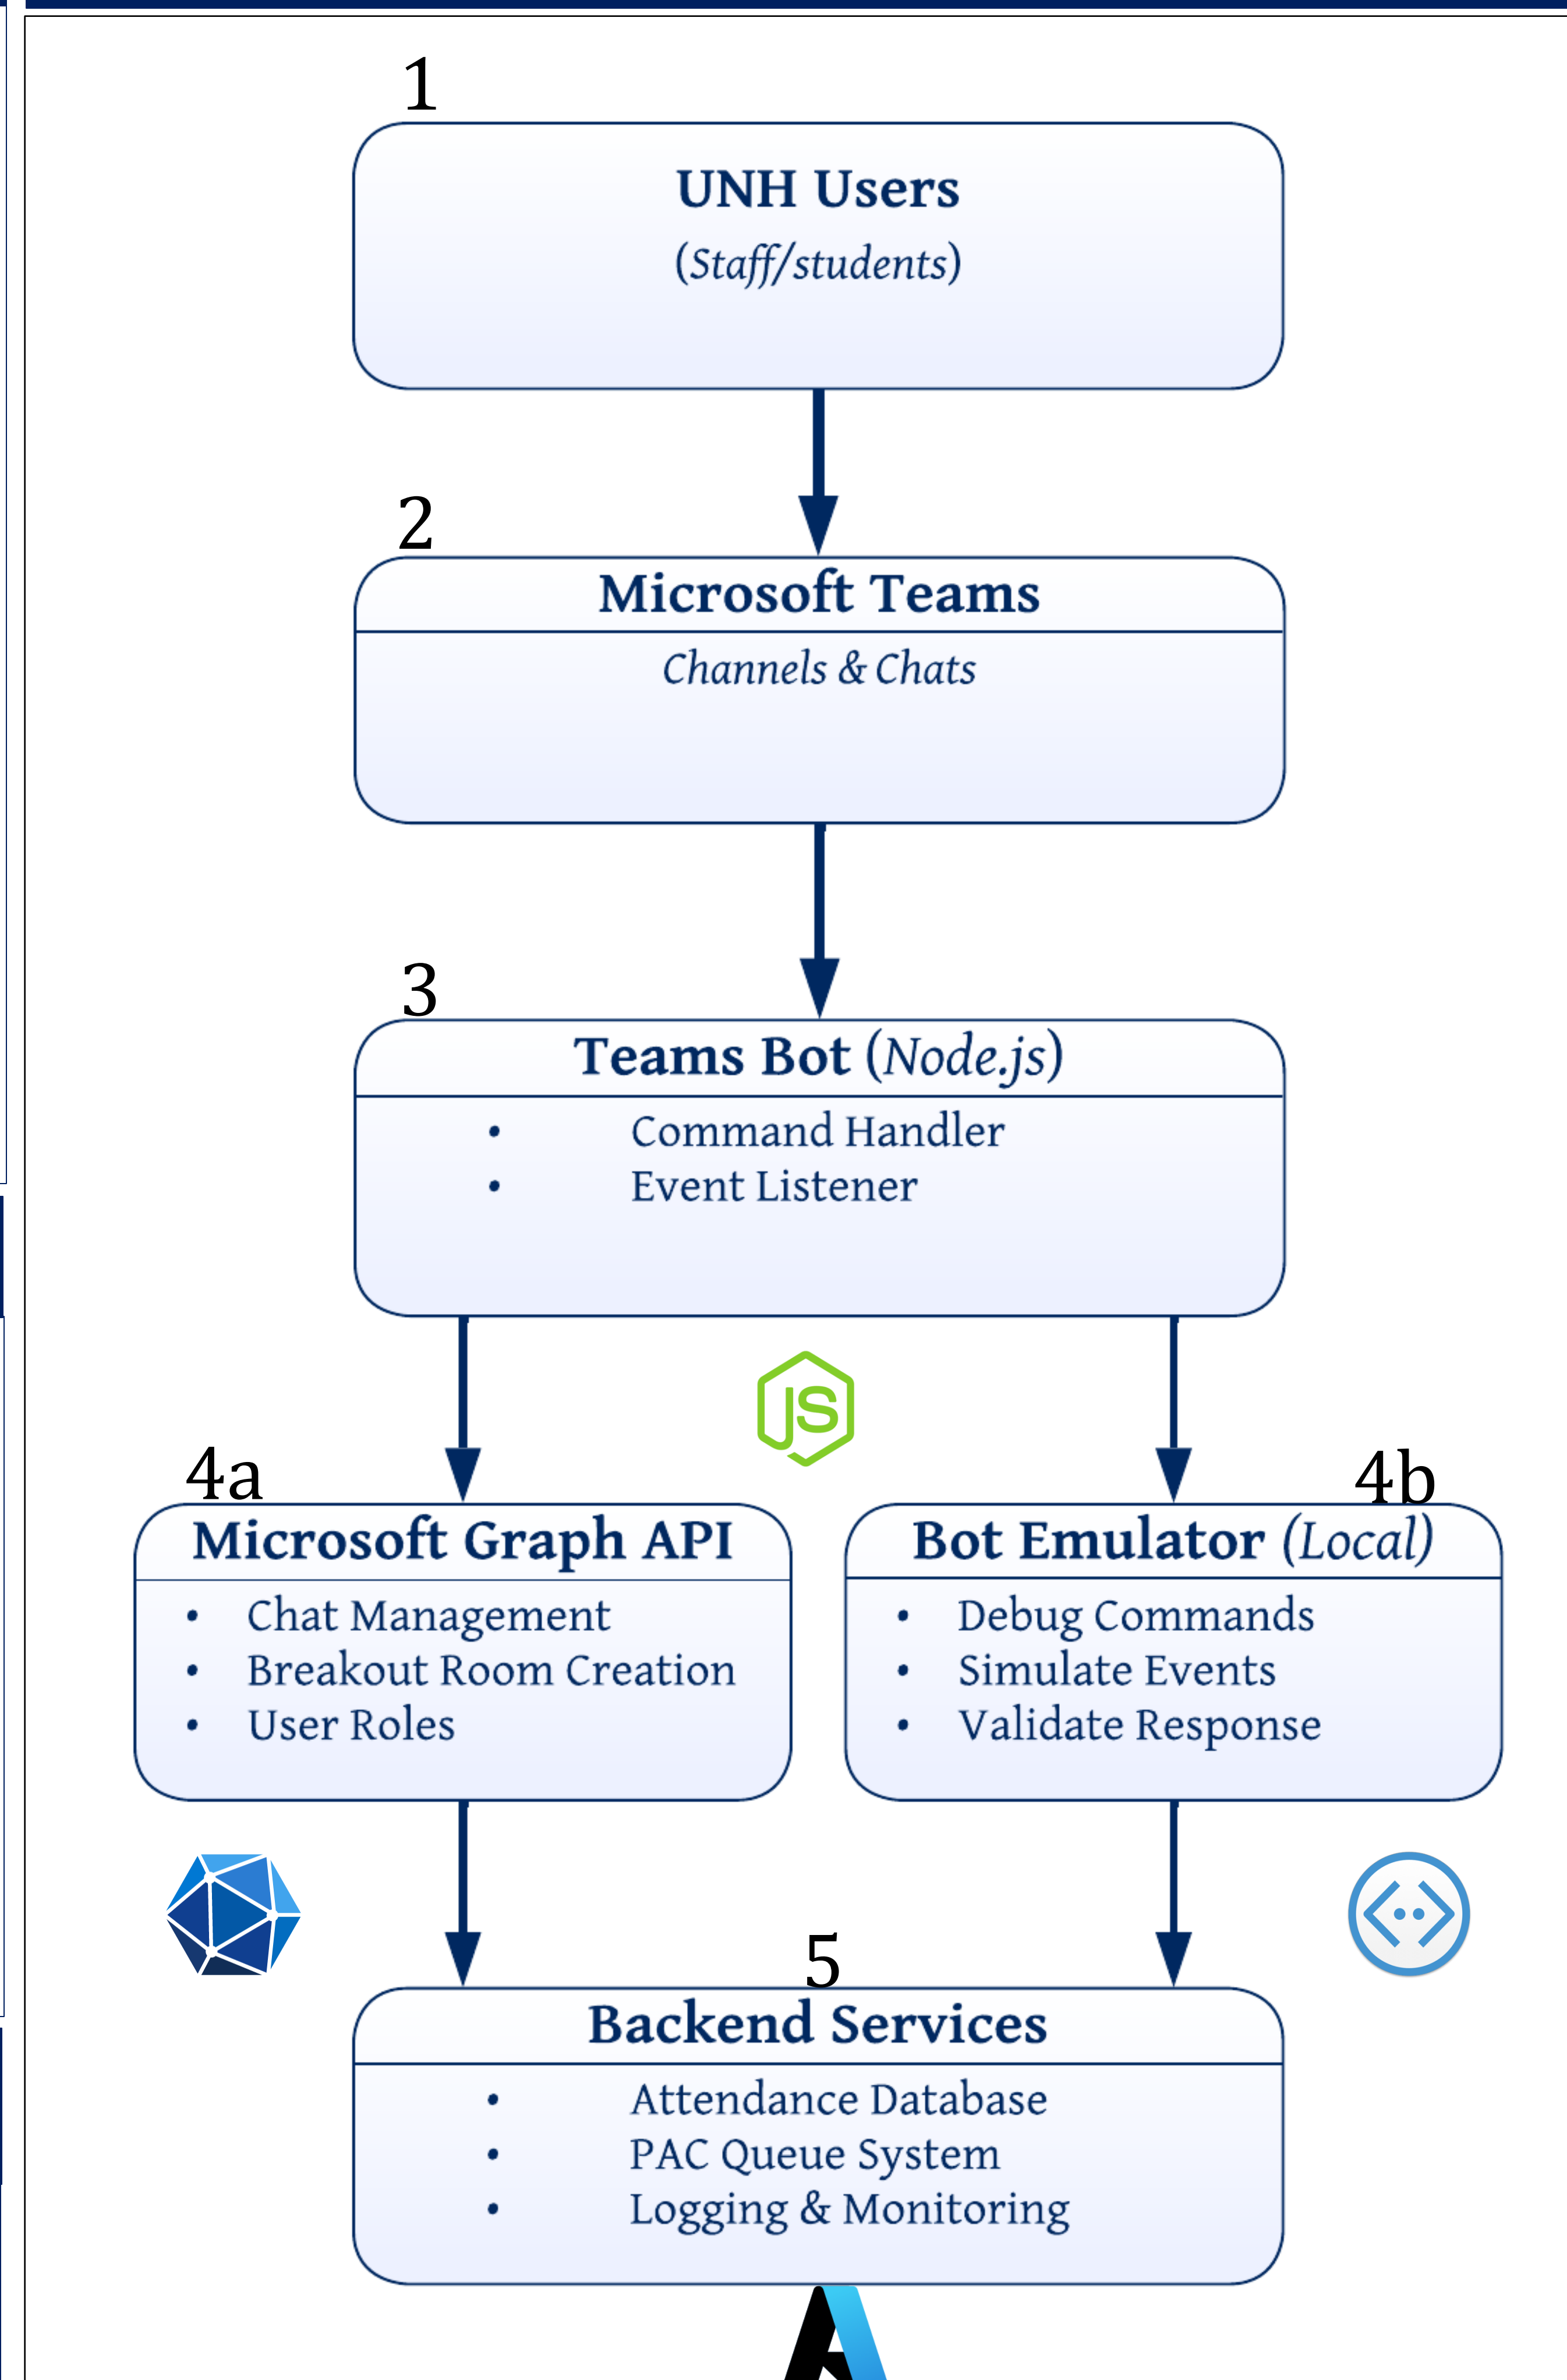 1
UNH Users
(Staff/students)
2
Microsoft Teams
Channels & Chats
3
Teams Bot (Node.js)
• Command Handler
• Event Listener
JS
4a
Microsoft Graph API
• Chat Management
• Breakout Room Creation
• User Roles
4b
Bot Emulator (Local)
• Debug Commands
• Simulate Events
• Validate Response
5
Backend Services
• Attendance Database
• PAC Queue System
• Logging & Monitoring